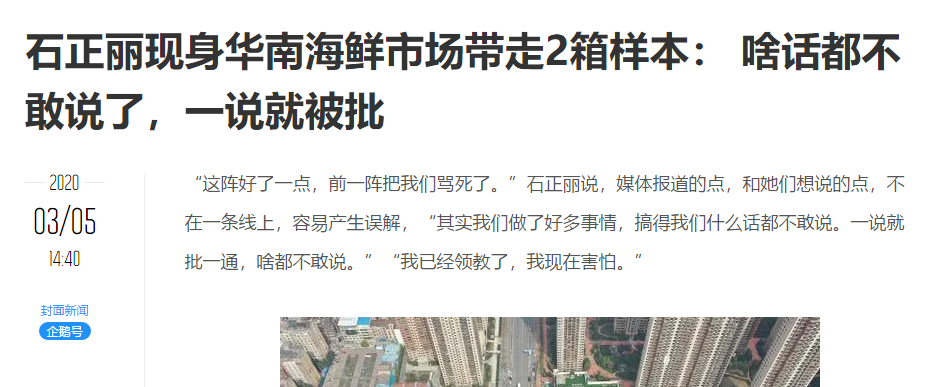 石正丽现身华南海鲜市场带走2箱样本： 啥话都不
敢说了，一说就被批
2020
03/05
14:40
封面新闻
企鹅号
“这阵好了一点，前一阵把我们骂死了。”石正丽说，媒体报道的点，和她们想说的点，不
在一条线上，容易产生误解，“其实我们做了好多事情，搞得我们什么话都不敢说。一说就
批一通，啥都不敢说。”“我已经领教了，我现在害怕。”